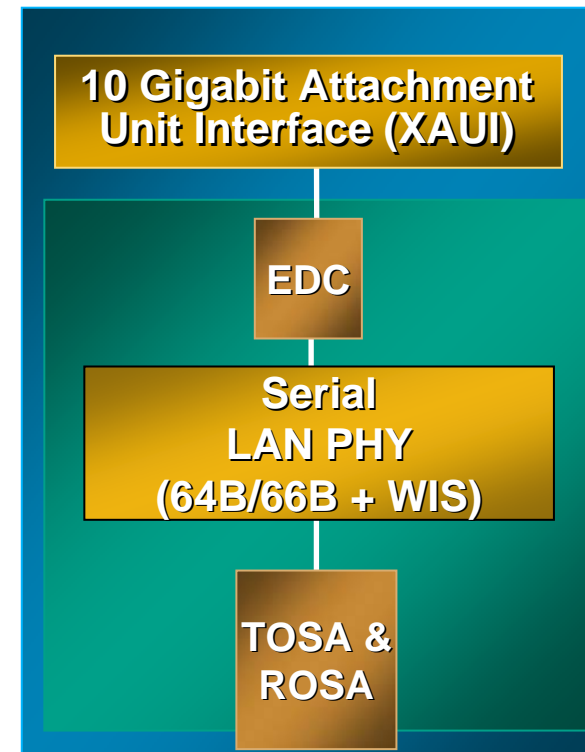 10 Gigabit Attachment
Unit Interface (XAUI)
EDC
Serial
LAN PHY
(64B/66B + WIS)
TOSA &
ROSA